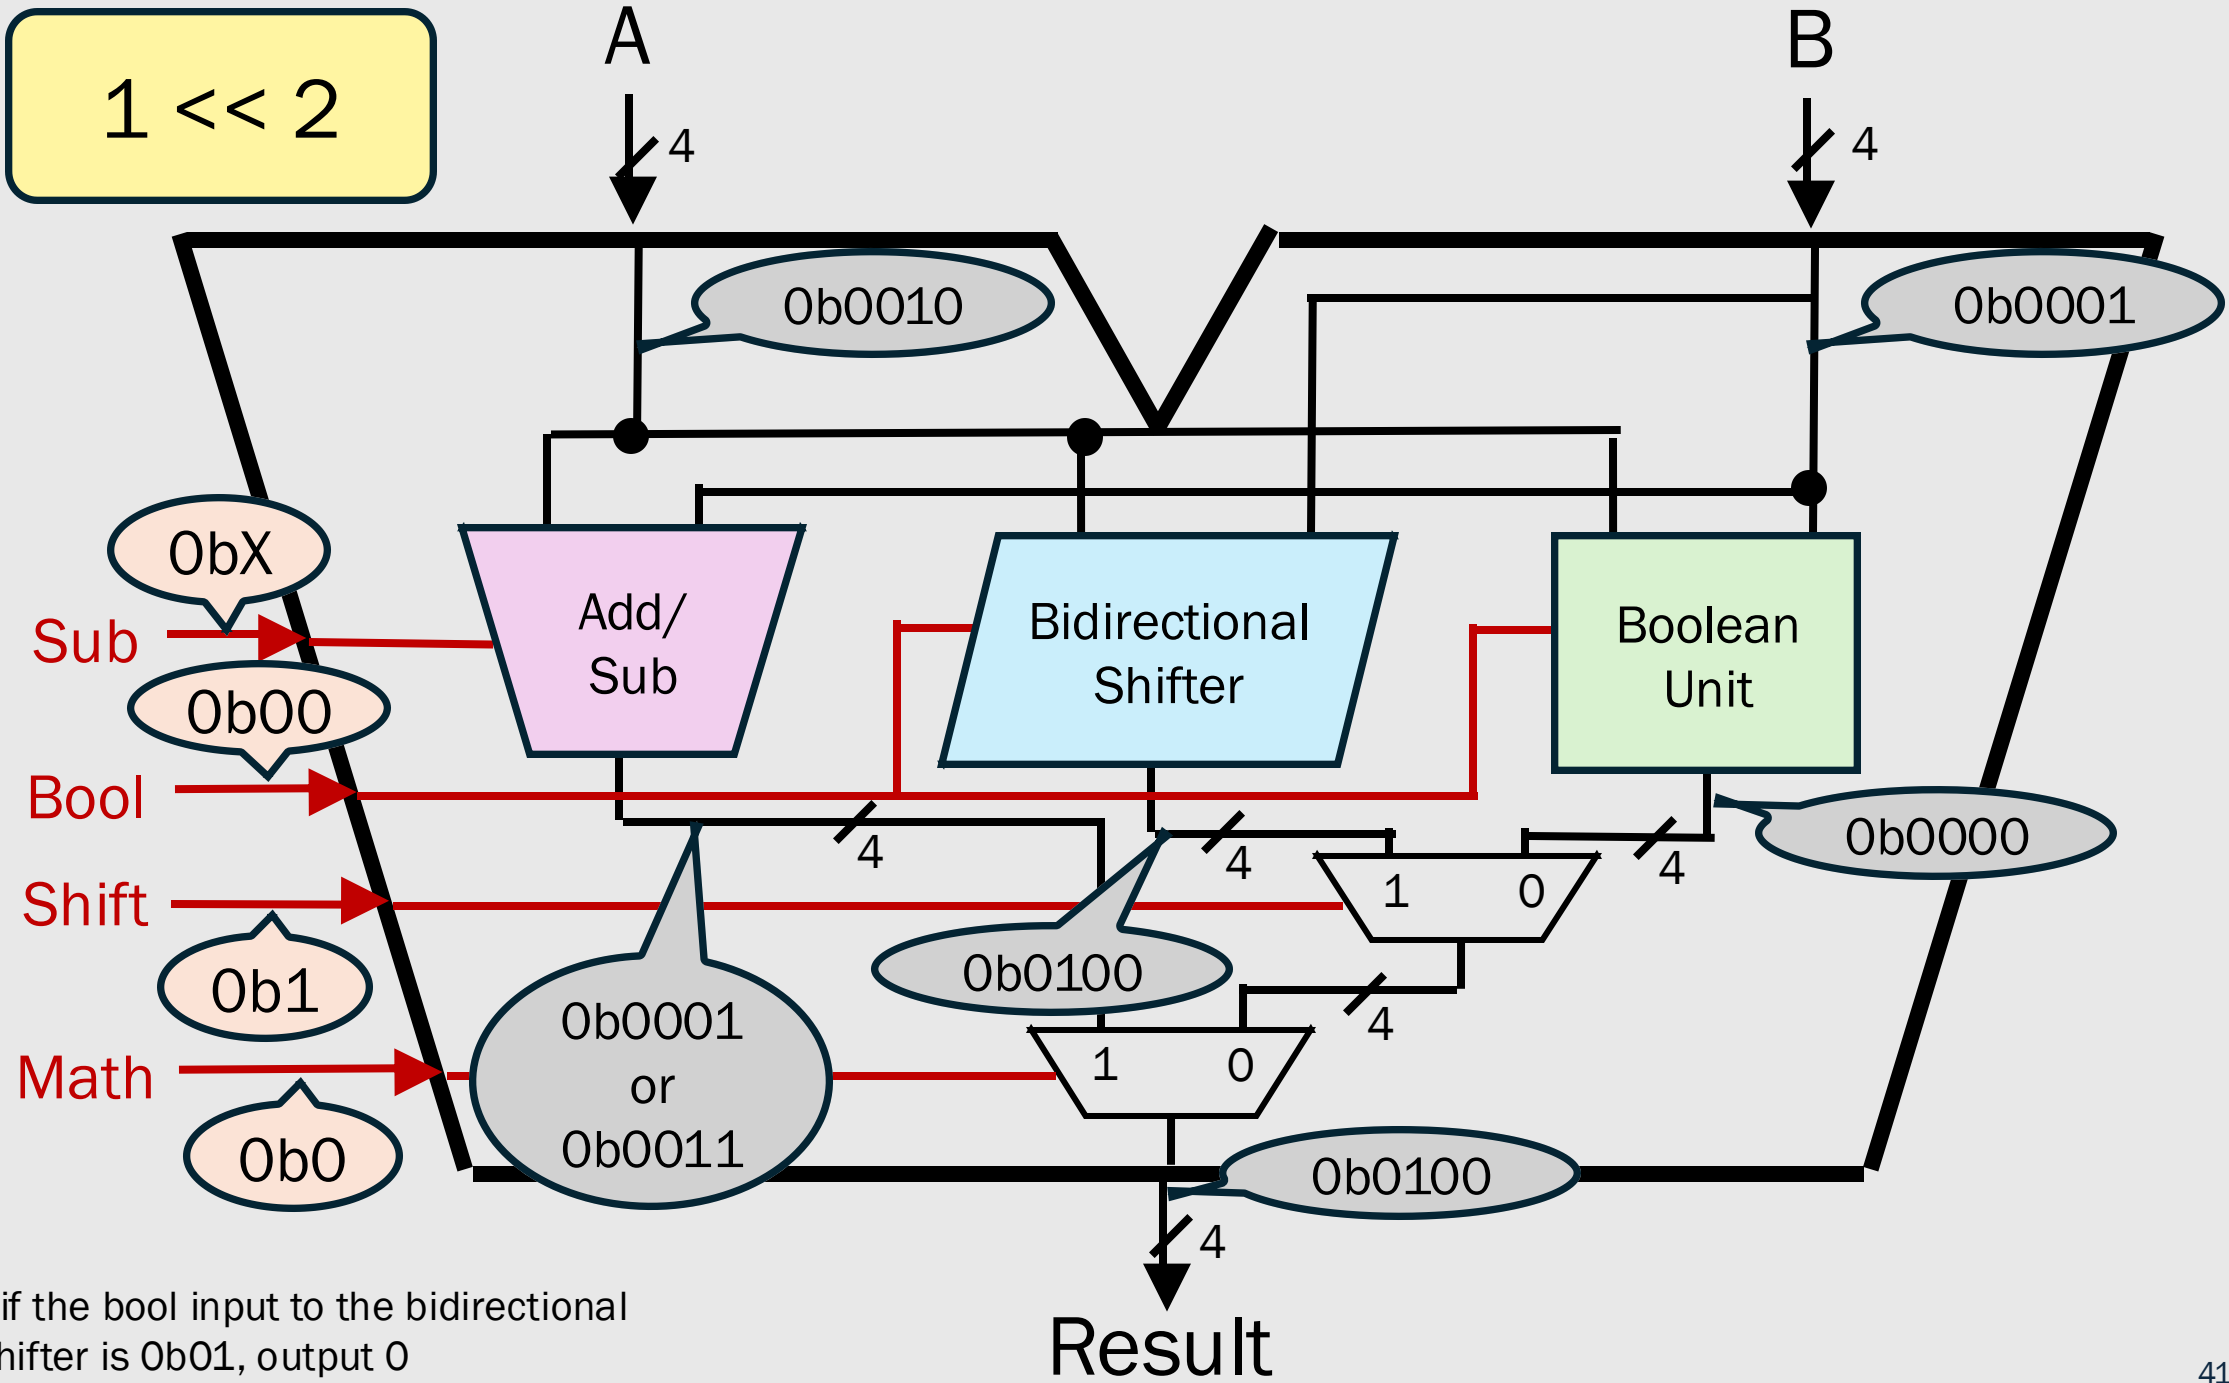 1 << 2
A
B
4
4
0b0010
0b0001
0bX
Sub
Add/
Sub
Bidirectional
Shifter
Boolean
Unit
0b00
Bool
4
4
4
0b0000
1 0
Shift
0b1
0b0100
4
0b0001
or
0b0011
1 0
Math
0b0
0b0100
4
Result
if the bool input to the bidirectional
hifter is 0b01, output 0
41